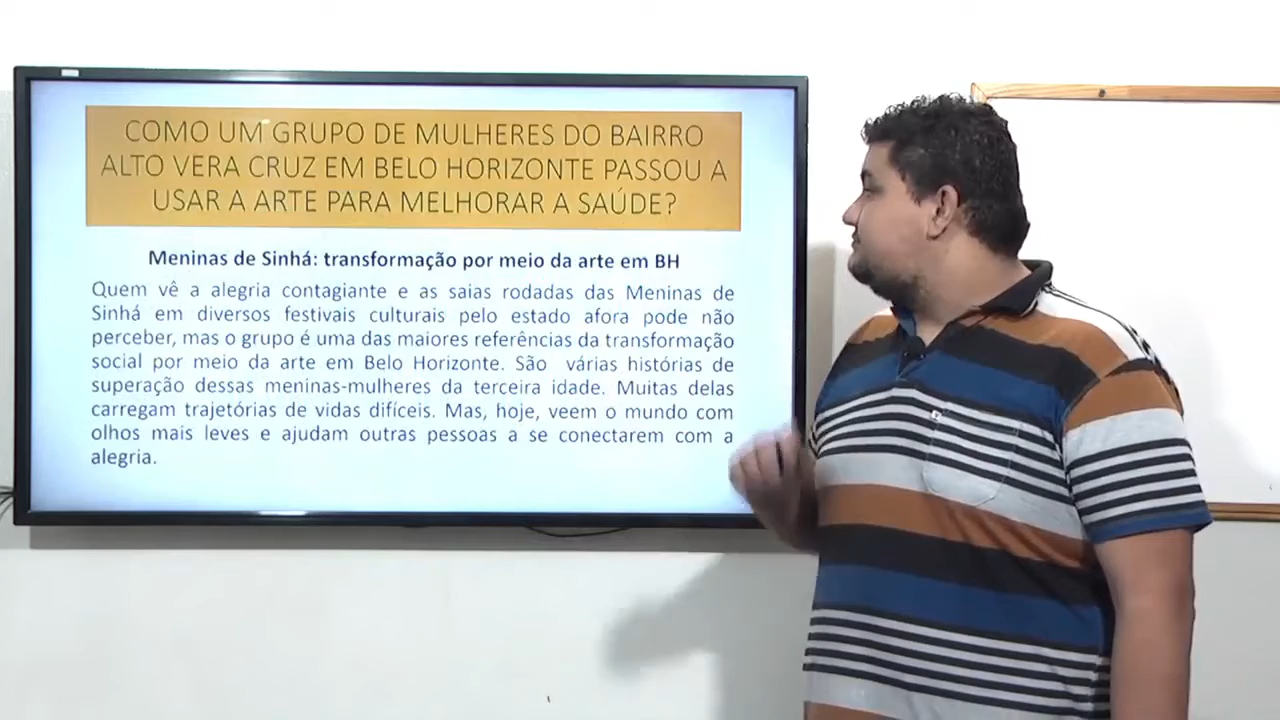 COMO UM GRUPO DE MULHERES DO BAIRRO
ALTO VERA CRUZ EM BELO HORIZONTE PASSOU A
USAR A ARTE PARA MELHORAR A SAÚDE?
Meninas de Sinhá: transformação por meio da arte em BH
Quem vê a alegria contagiante e as saias rodadas das Meninas de
Sinhá em diversos festivais culturais pelo estado afora pode não
perceber, mas o grupo é uma das maiores referências da transformação
social por meio da arte em Belo Horizonte. São várias histórias de
superação dessas meninas-mulheres da terceira idade. Muitas delas
carregam trajetórias de vidas difíceis. Mas, hoje, veem o mundo com
olhos mais leves e ajudam outras pessoas a se conectarem com a
alegria.